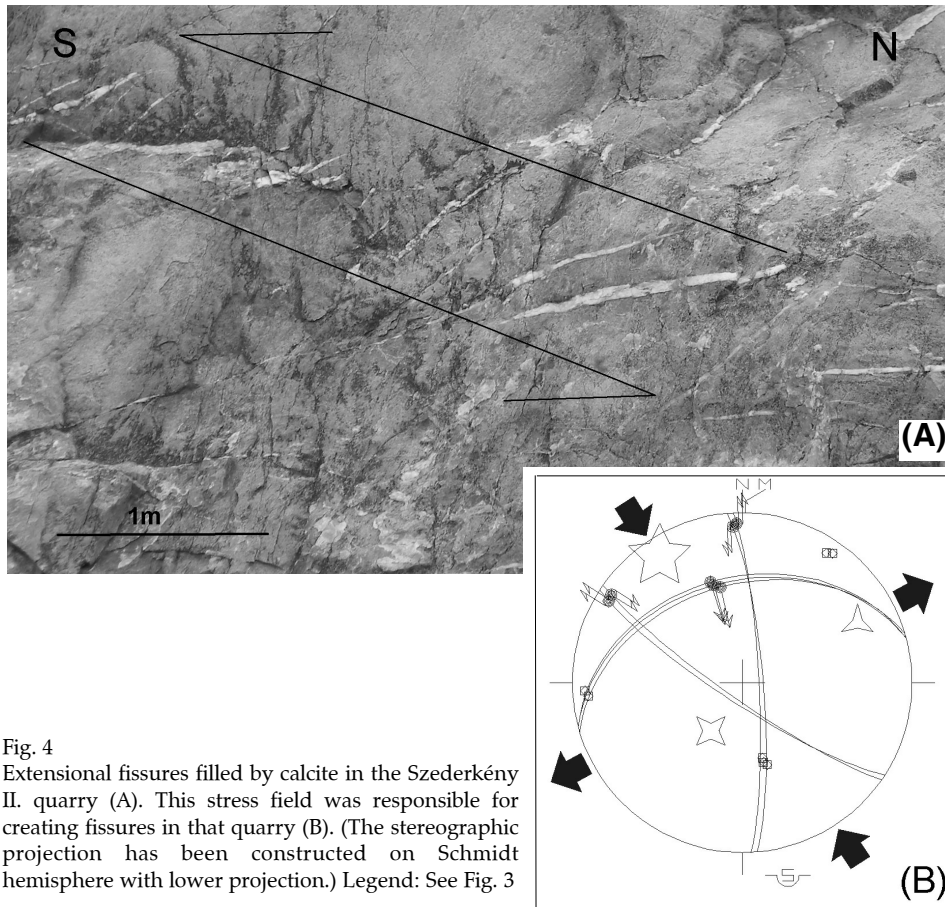 S
N
(A)
1m
N M
Fig. 4
Extensional fissures filled by calcite in the Szederkény
II. quarry (A). This stress field was responsible for
creating fissures in that quarry (B). (The stereographic
projection has been constructed on Schmidt
hemisphere with lower projection.) Legend: See Fig. 3
S
(B)